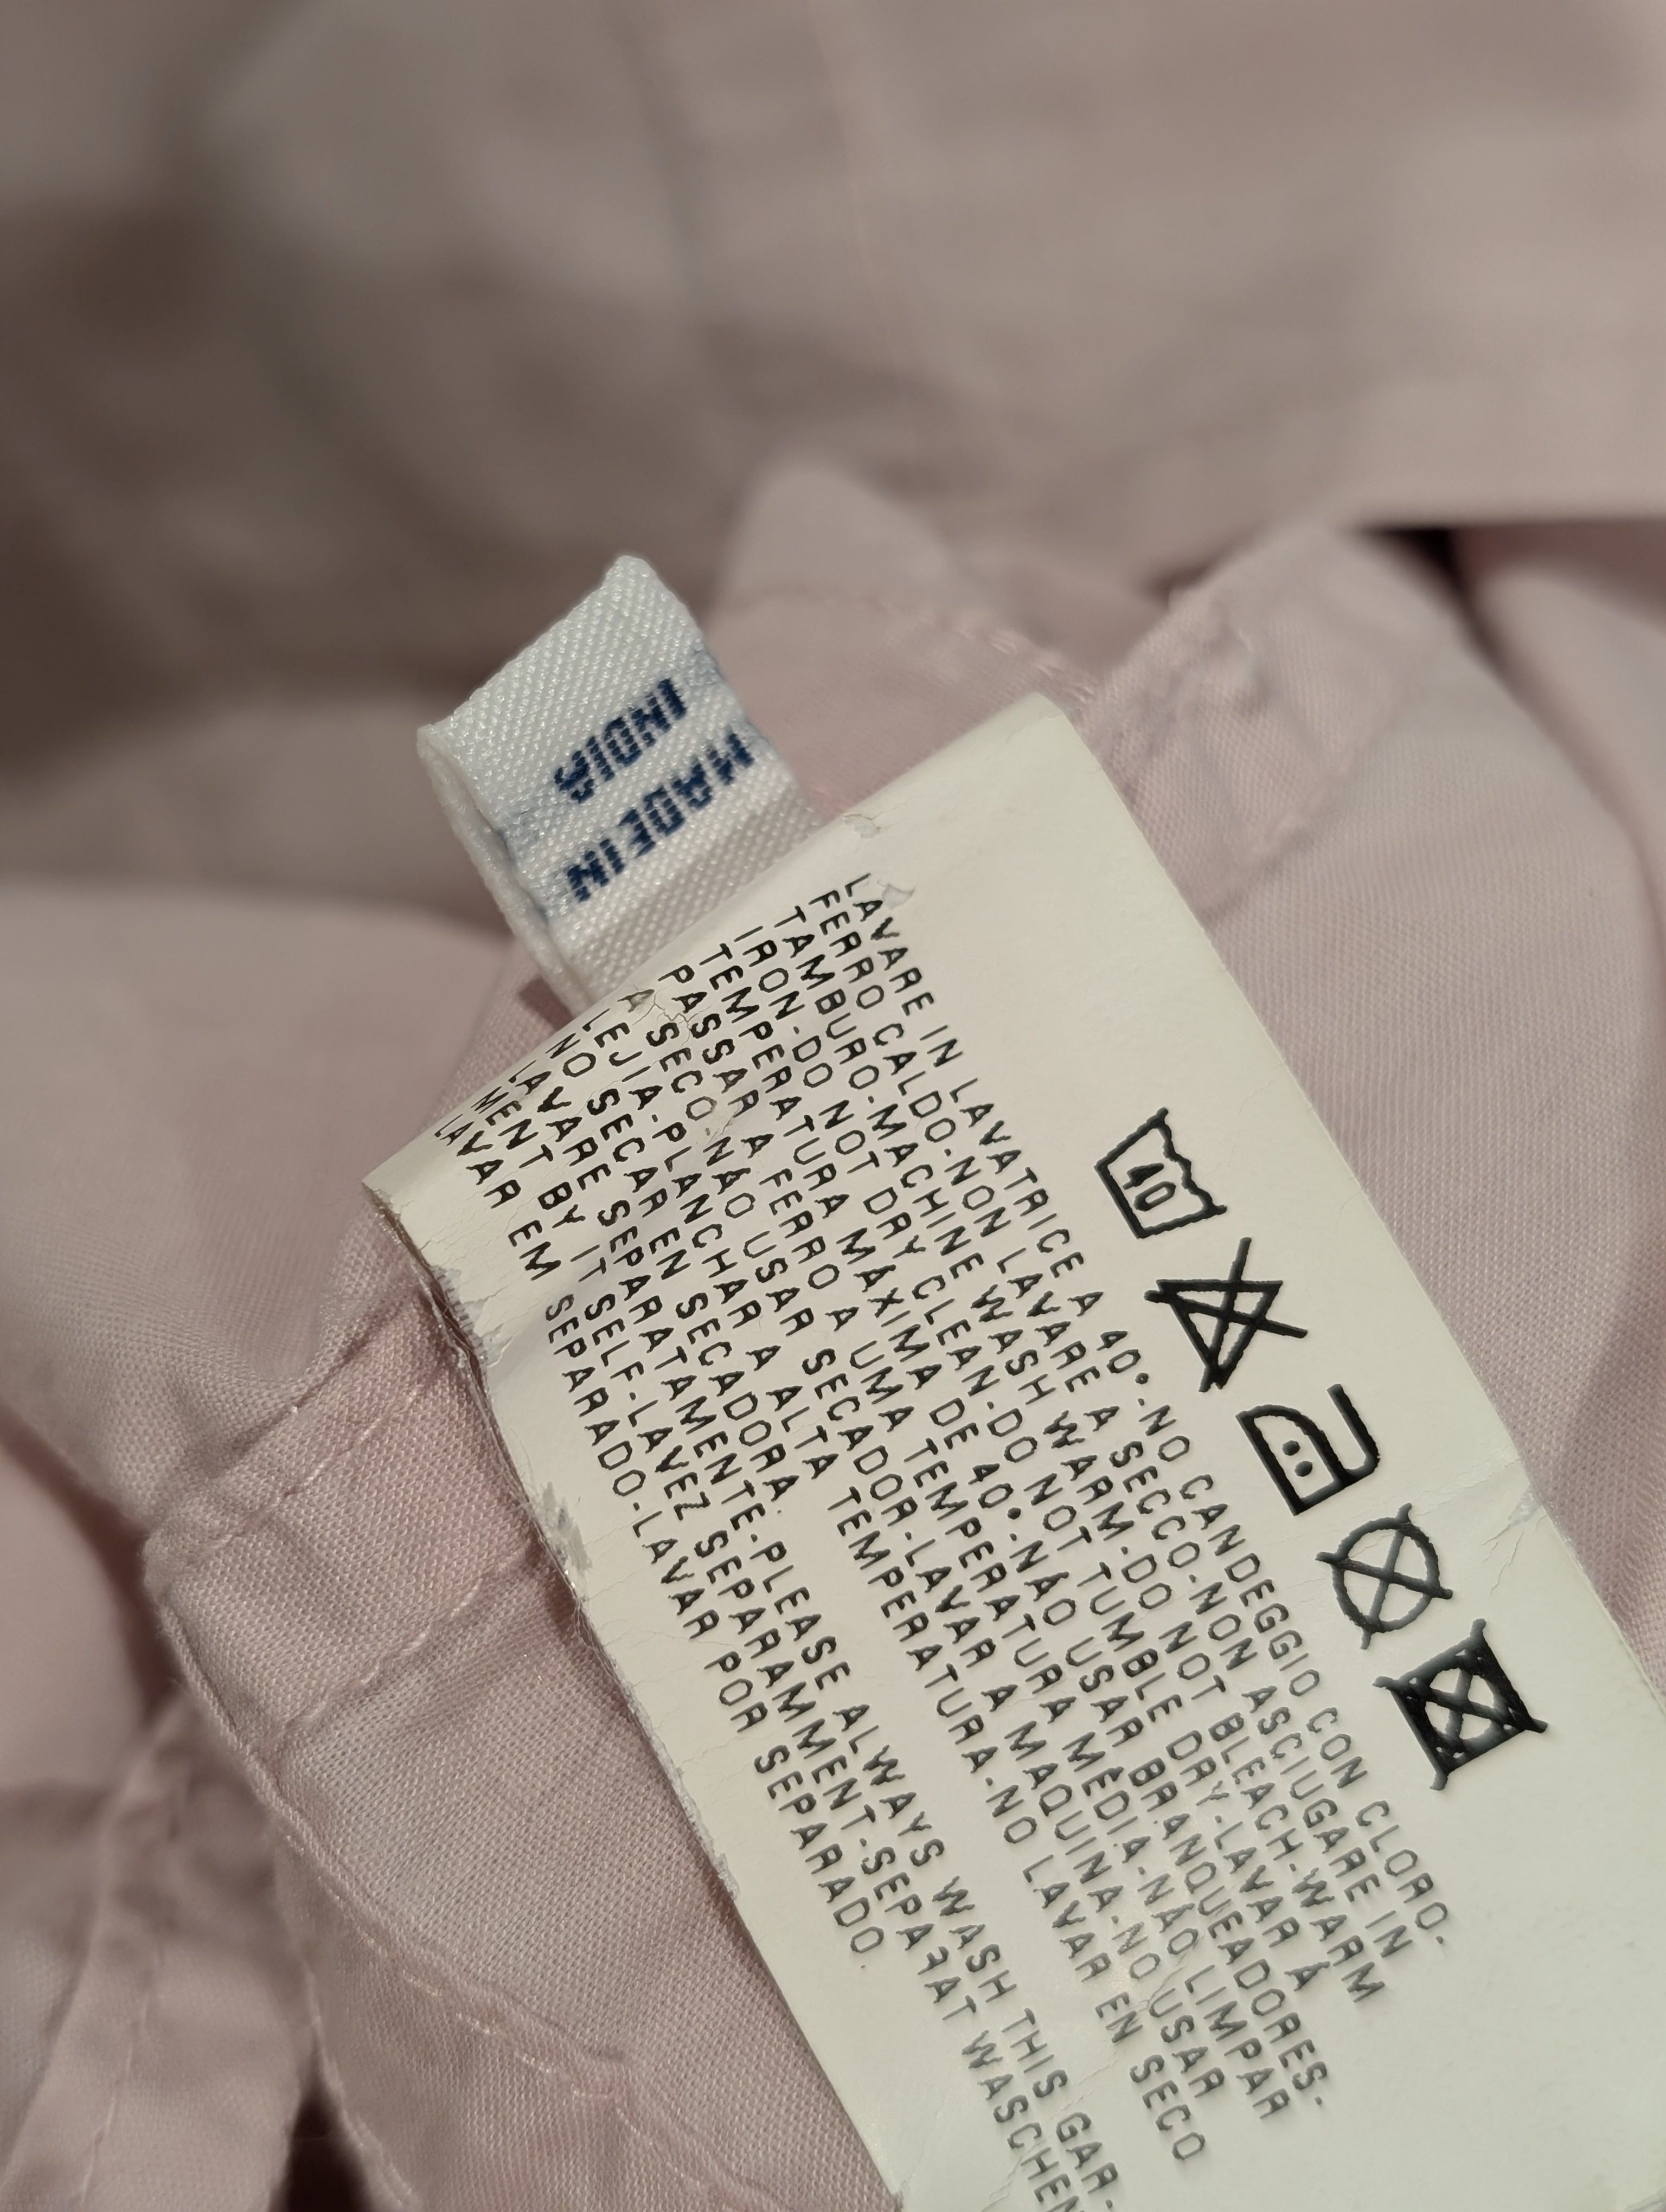 MADE IN
INDIA
40
LAVARE IN LAVATRICE A 40°-NO CANDEGGIO CON CLORO-
FERRO CALDO-NON LAVARE A SECCO-NON ASCIUGARE IN
TAMBURO-MACHINE WASH WARM-DO NOT BLEACH-WARM
IRON-DO NOT DRY CLEAN-DO NOT TUMBLE DRY-LAVAR Á
TEMPERATURA MÁXIMA DE 40°-NÃO USAR BRANQUEADORES-
PASSAR A FERRO A UMA TEMPERATURA MÉDIA-NÃO LIMPAR
A SECO-NÃO USAR SECADOR-LAVAR A MAQUINA-NO USAR
LEJIA-PLANCHAR A ALTA TEMPERATURA-NO LAVAR EN SECO
NO SECAR EN SECADORA.
LAVARE SEPARATAMENTE-PLEASE ALWAYS WASH THIS GAR-
MENT BY IT SELF-LAVEZ SEPARAMMENT-SEPARAT WASCHEN
LAVAR EM SEPARADO-LAVAR POR SEPARADO.